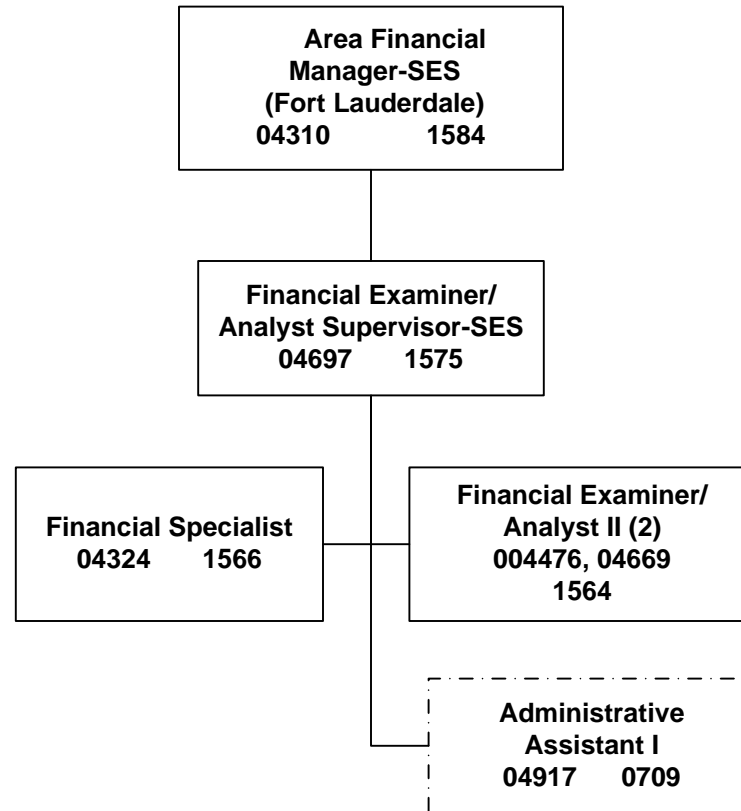 Area Financial
Manager-SES
(Fort Lauderdale)
04310 1584
Financial Examiner/
Analyst Supervisor-SES
04697 1575
Financial Specialist
04324 1566
Financial Examiner/
Analyst II (2)
004476, 04669
1564
Administrative
Assistant I
04917 0709